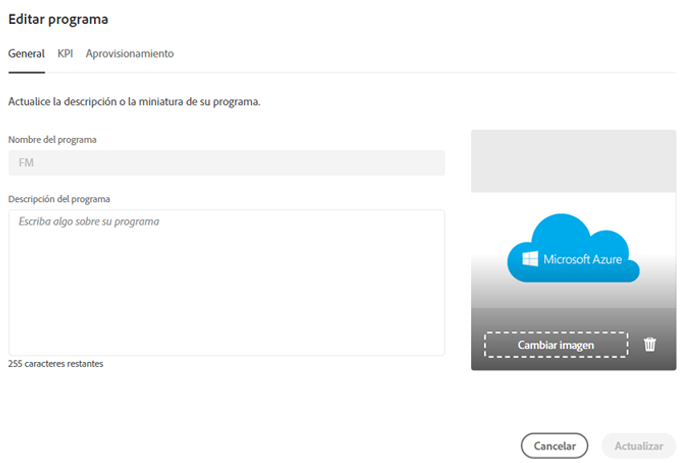 Editar programa
General KPI Aprovisionamiento
Actualice la descripción o la miniatura de su programa.
Nombre del programa
FM
Descripción del programa
Escriba algo sobre su programa
255 caracteres restantes
Microsoft Azure
Cambiar imagen
Cancelar Actualizar